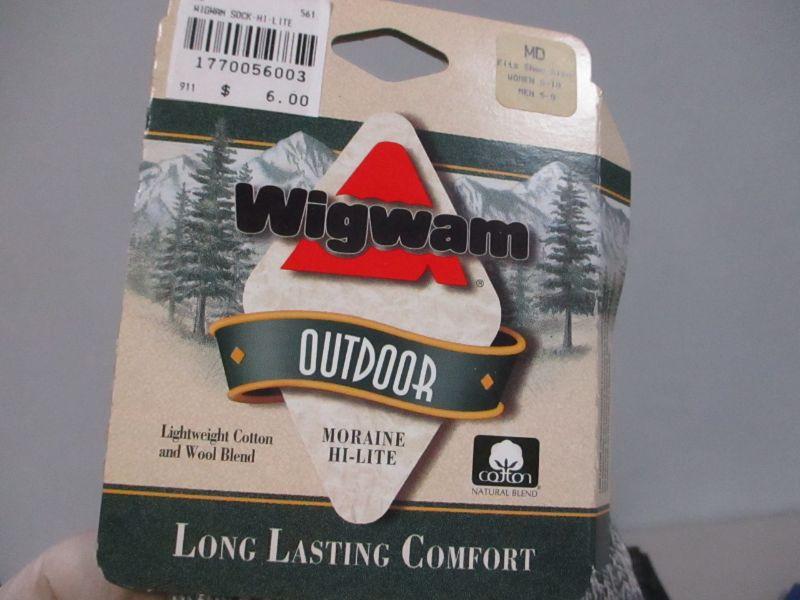 WIGWAM SOCK-HI-LITE 561
1770056003
911 $ 6.00
MD
Fits Shoe Size
WOMEN 6-10
MEN 5-9
Wigwam®
OUTDOOR
Lightweight Cotton
and Wool Blend
MORAINE
HI-LITE
cotton
NATURAL BLEND
LONG LASTING COMFORT